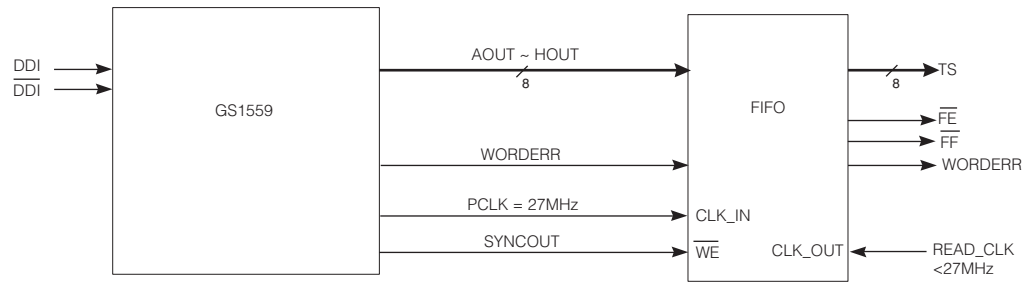 DDI
DDI
GS1559
AOUT ~ HOUT
8
WORDERR
PCLK = 27MHz
SYNCOUT
FIFO
CLK_IN
WE
CLK_OUT
8
TS
FE
FF
WORDERR
READ_CLK
<27MHz